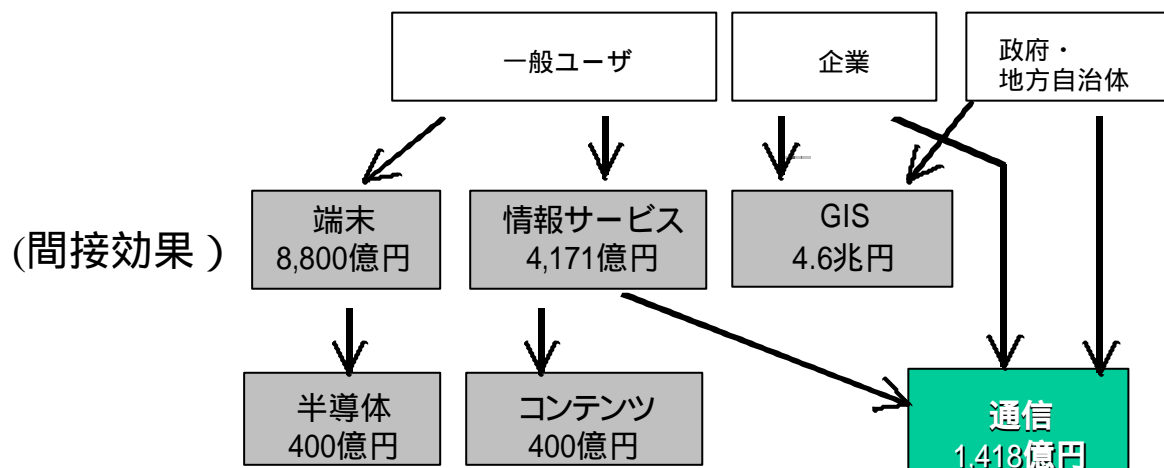 一般ユーザ
企業
政府・
地方自治体
(間接効果）
端末
8,800億円
情報サービス
4,171億円
GIS
4.6兆円
半導体
400億円
コンテンツ
400億円
通信
1,418億円